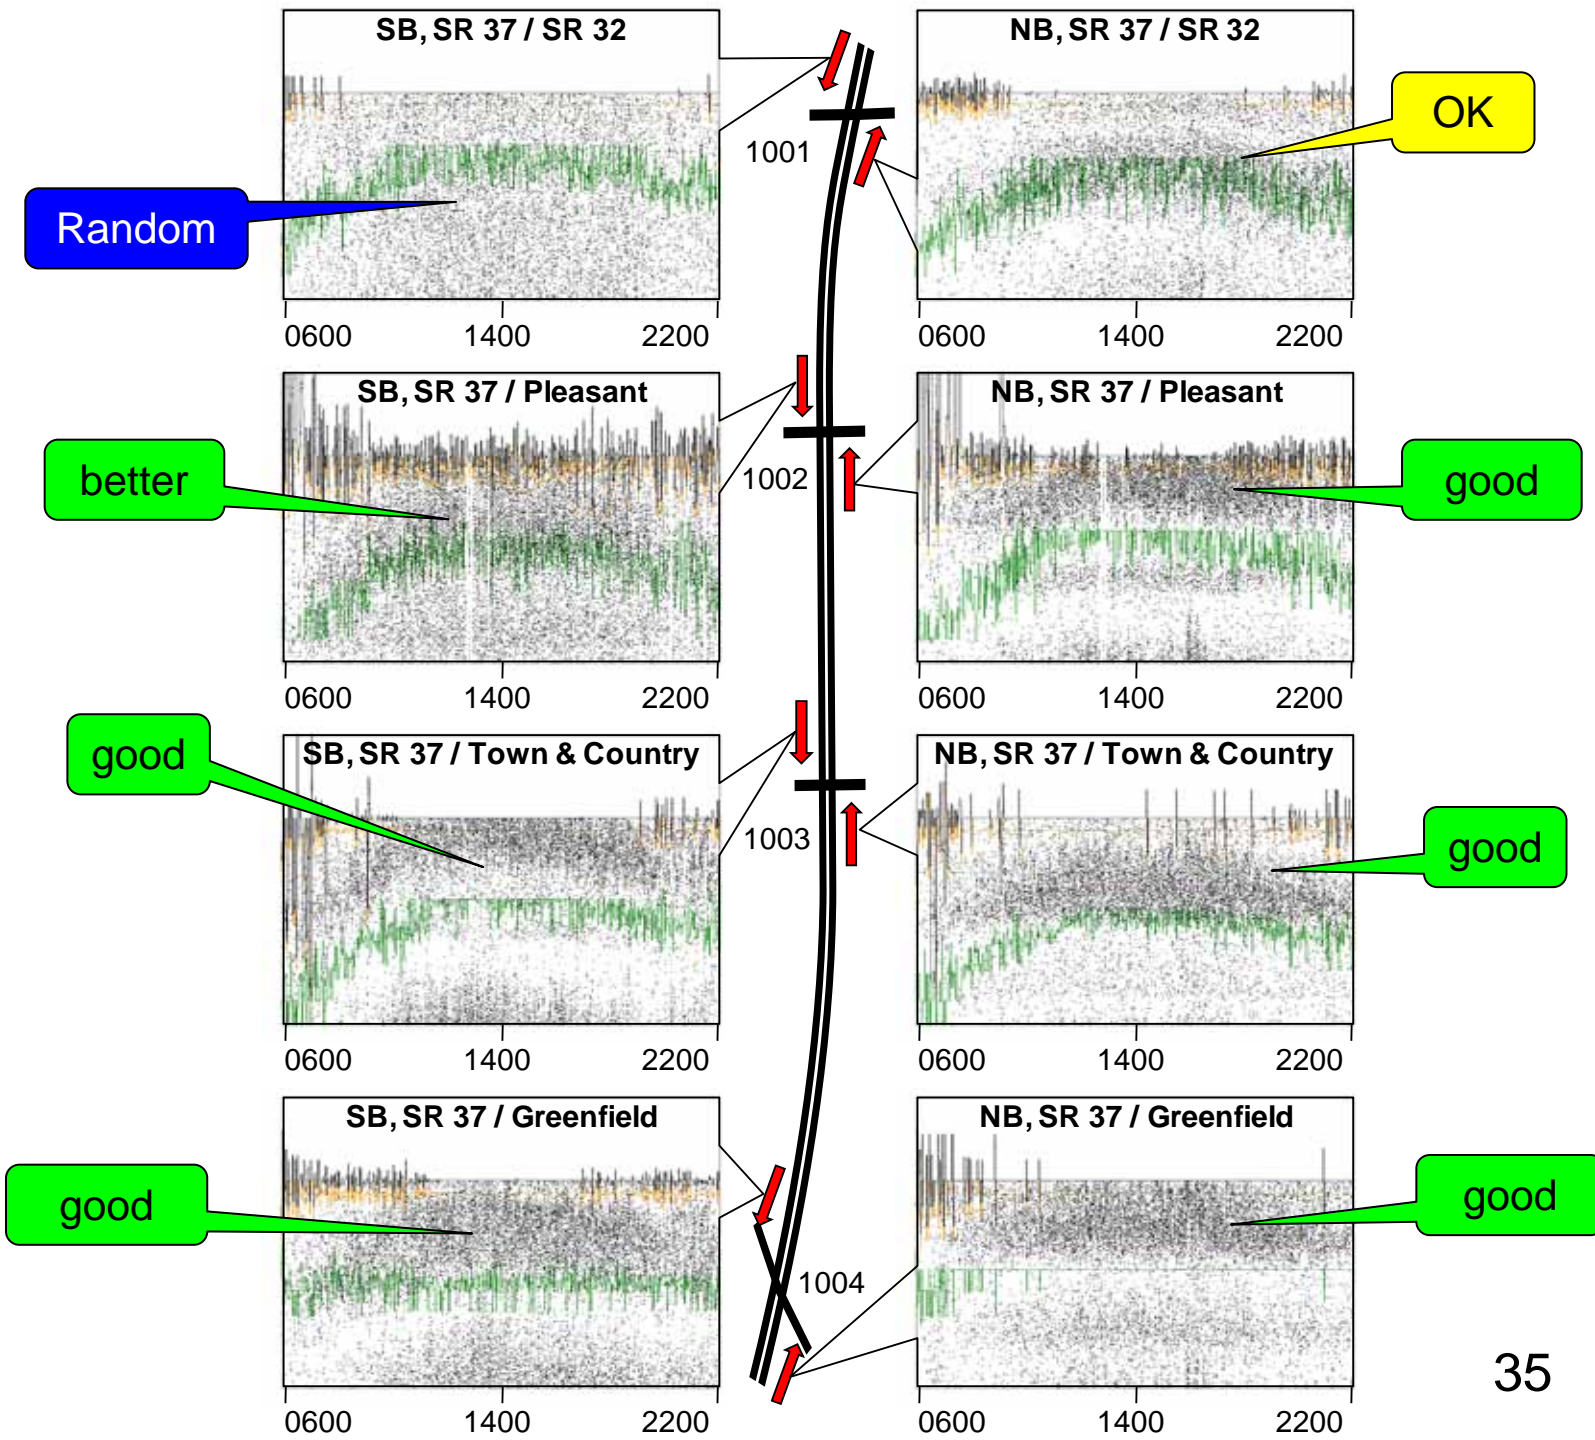 SB, SR 37 / SR 32
NB, SR 37 / SR 32
OK
1001
Random
0600 1400 2200
0600 1400 2200
SB, SR 37 / Pleasant
NB, SR 37 / Pleasant
better
1002
good
0600 1400 2200
0600 1400 2200
good
SB, SR 37 / Town & Country
NB, SR 37 / Town & Country
1003
good
0600 1400 2200
0600 1400 2200
SB, SR 37 / Greenfield
NB, SR 37 / Greenfield
good
good
1004
35
0600 1400 2200
0600 1400 2200